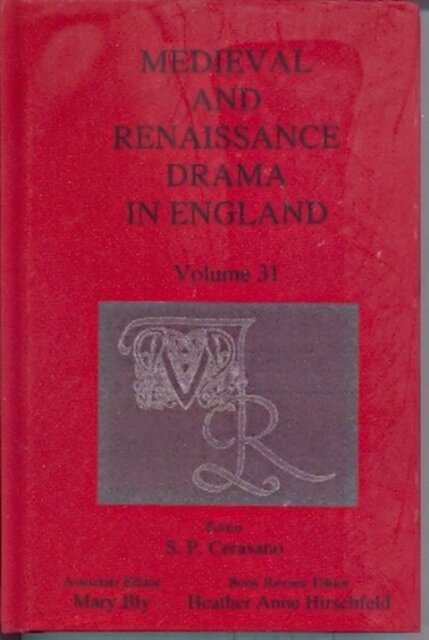 MEDIEVAL
AND
RENAISSANCE
DRAMA
IN ENGLAND
Volume 31
Editor
S. P. Cerasano
Associate Editor Book Review Editor
Mary Bly Heather Anne Hirschfeld